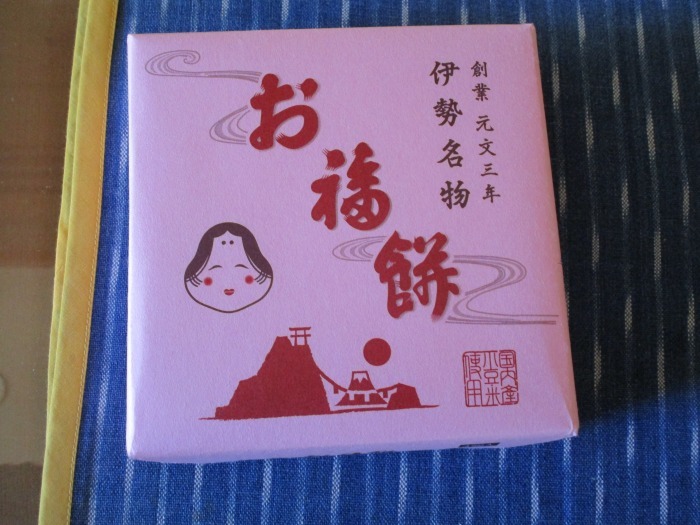 創業 元文三年
伊勢名物
お福餅
国内産
小豆米
使用